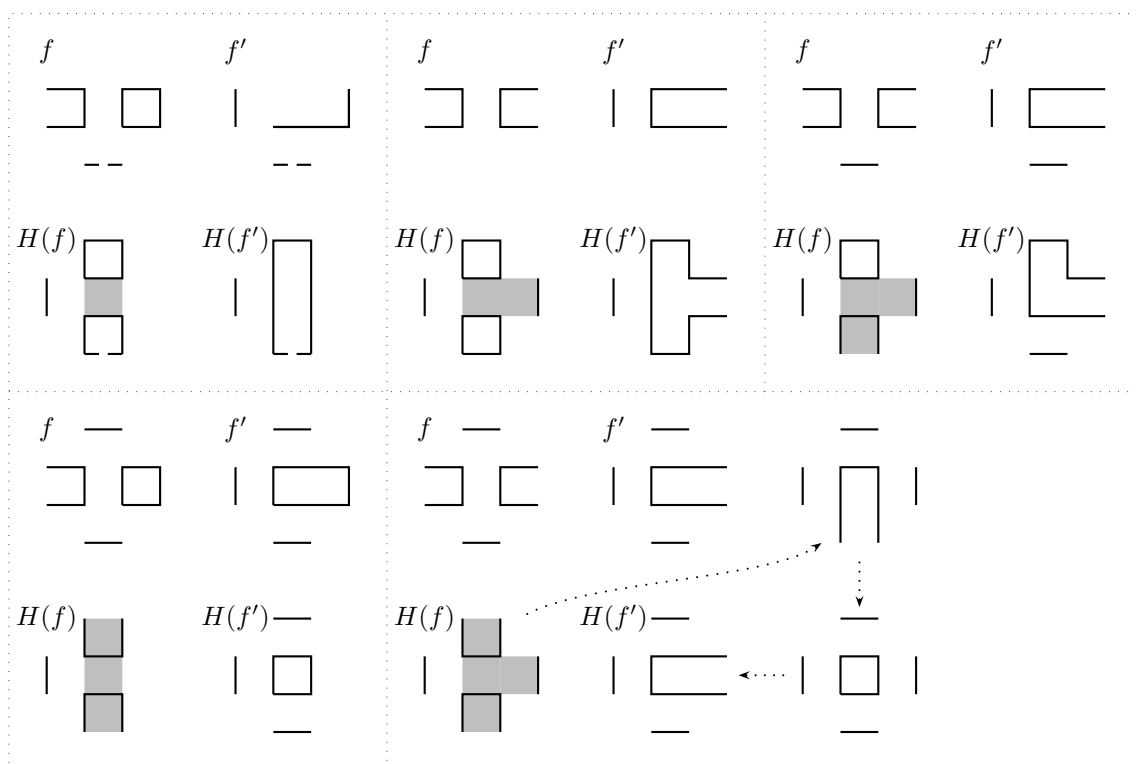 f f′ f f′ f f′
H(f) H(f′) H(f) H(f′) H(f) H(f′)
f f′ f f′
H(f) H(f′) H(f) H(f′)